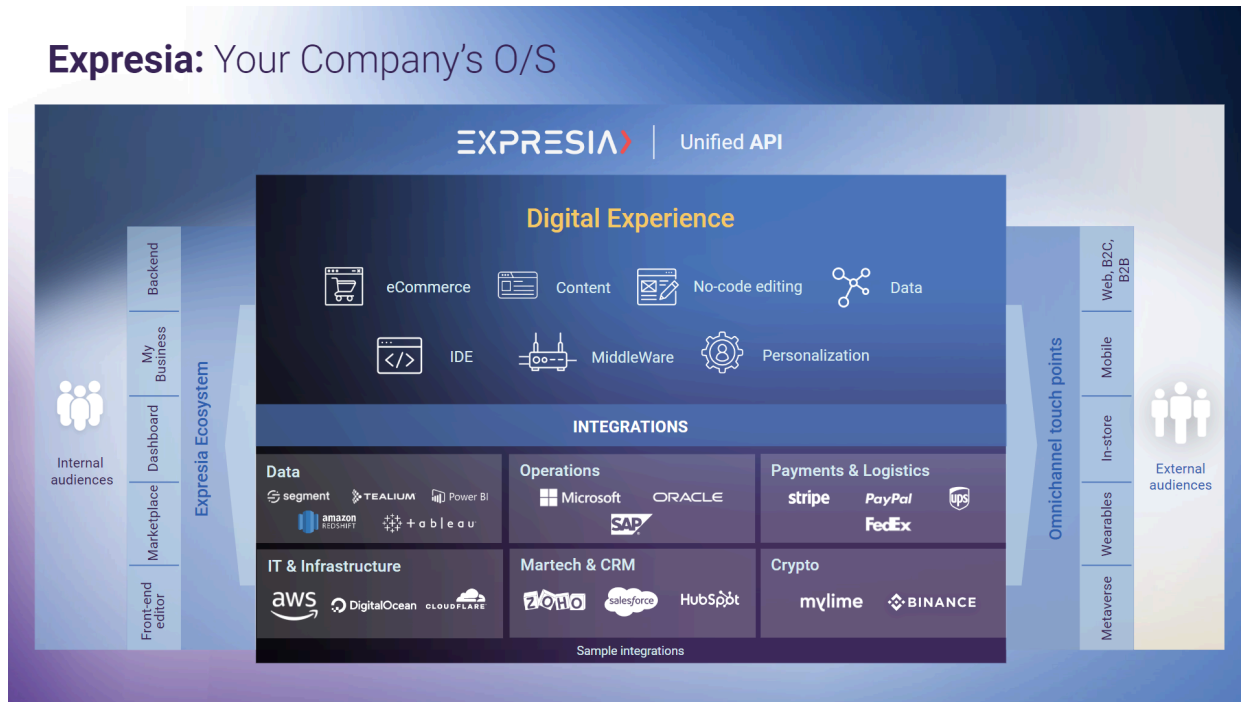 Expresia: Your Company's O/S
EXPRESIA Unified API
Digital Experience
eCommerce Content No-code editing Data
IDE MiddleWare Personalization
INTEGRATIONS
Data
segment TEALIUM Power BI
amazon
REDSHIFT
+ableau
Operations
Microsoft ORACLE
SAP
Payments & Logistics
stripe PayPal ups
FedEx
IT & Infrastructure
aws DigitalOcean CLOUDFLARE
Martech & CRM
ZOHO salesforce HubSpot
Crypto
mylime BINANCE
Sample integrations
Internal
audiences
Backend
My
Business
Dashboard
Marketplace
Front-end
editor
Expresia Ecosystem
Omnichannel touch points
Web, B2C,
B2B
Mobile
In-store
Wearables
Metaverse
External
audiences